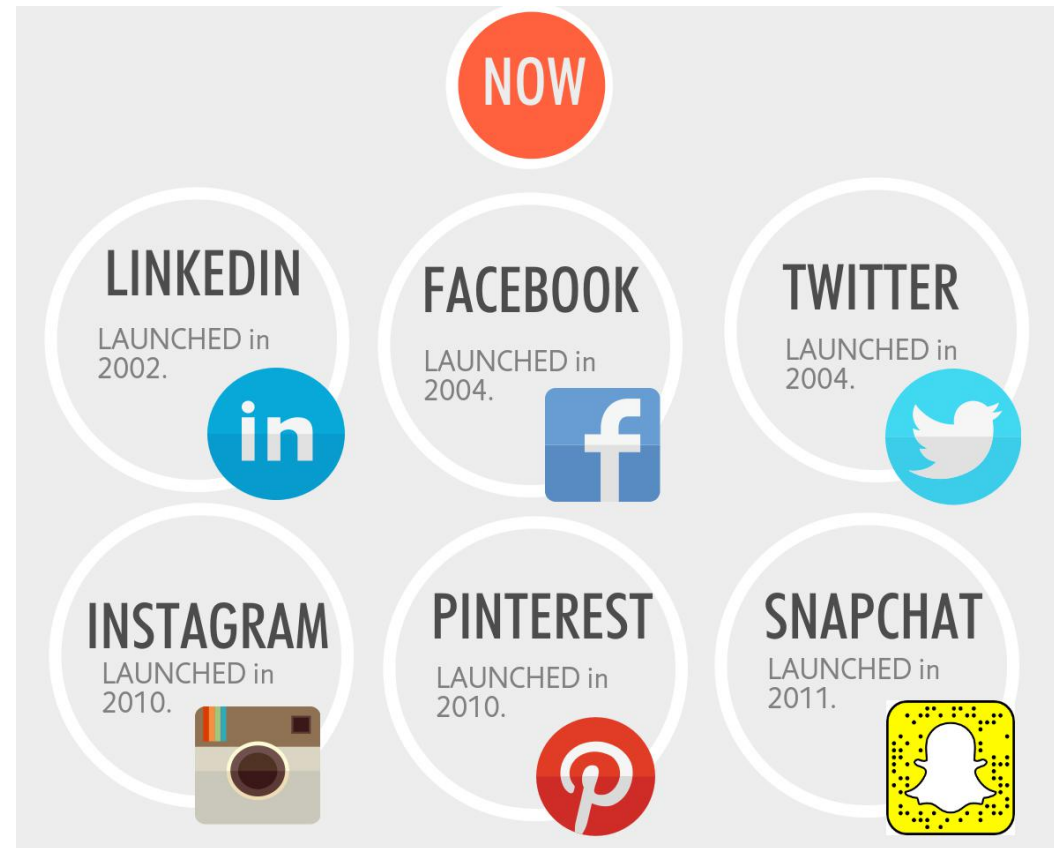 NOW
LINKEDIN
LAUNCHED in
2002.
FACEBOOK
LAUNCHED in
2004.
TWITTER
LAUNCHED in
2004.
in
f
INSTAGRAM
LAUNCHED in
2010.
PINTEREST
LAUNCHED in
2010.
SNAPCHAT
LAUNCHED in
2011.